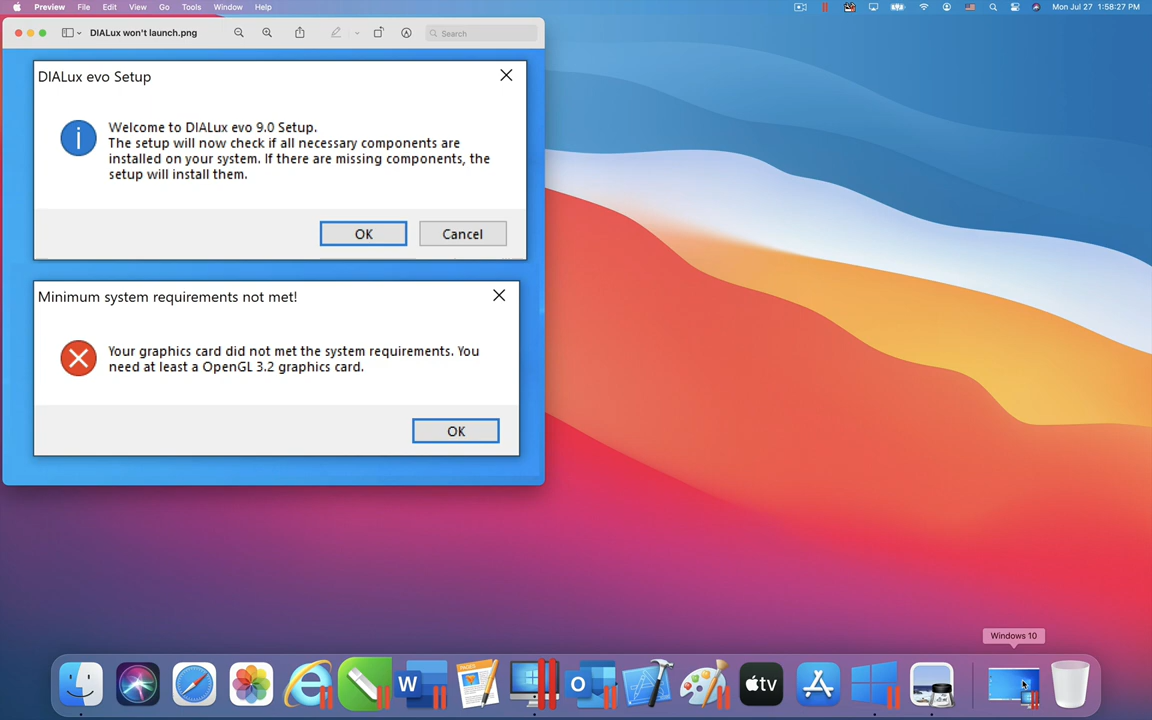 Preview File Edit View Go Tools Window Help Mon Jul 27 1:58:27 PM
DIALux won't launch.png Search
DIALux evo Setup
i
Welcome to DIALux evo 9.0 Setup.
The setup will now check if all necessary components are
installed on your system. If there are missing components, the
setup will install them.
OK Cancel
Minimum system requirements not met!
Your graphics card did not met the system requirements. You
need at least a OpenGL 3.2 graphics card.
OK
Windows 10
W PAGES O tv